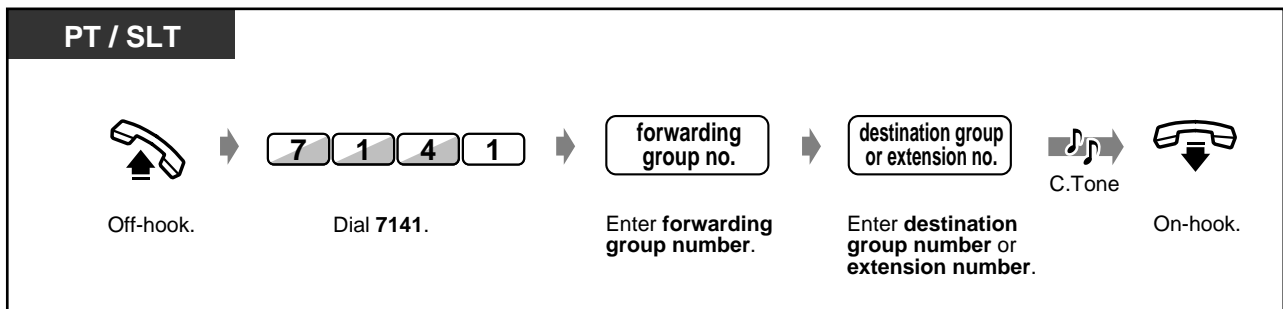 PT / SLT
7 1 4 1
forwarding
group no.
destination group
or extension no.
C.Tone
Off-hook.
Dial 7141.
Enter forwarding
group number.
Enter destination
group number or
extension number.
On-hook.